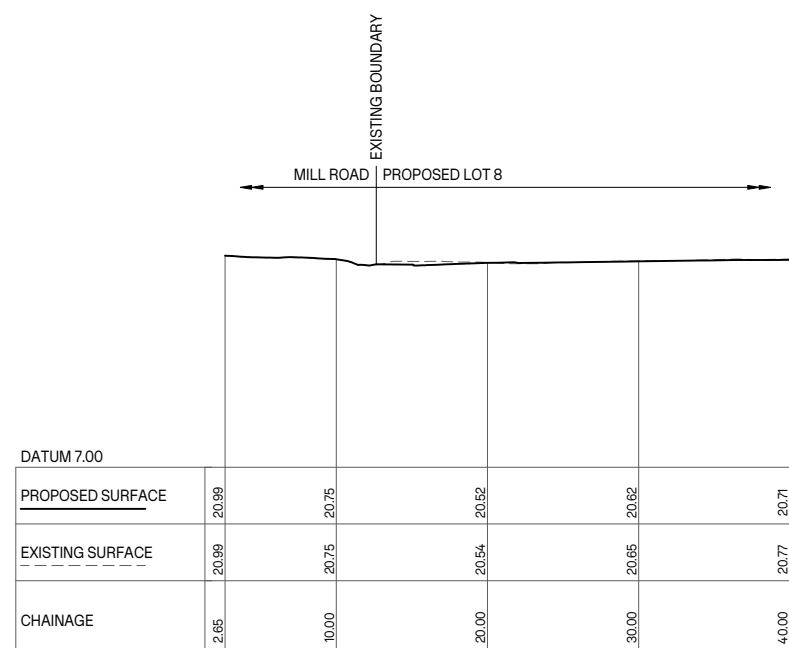 EXISTING BOUNDARY
MILL ROAD PROPOSED LOT 8
DATUM 7.00
PROPOSED SURFACE 20.99 20.75 20.52 20.62 20.71
EXISTING SURFACE 20.99 20.75 20.54 20.65 20.77
CHAINAGE 2.65 10.00 20.00 30.00 40.00